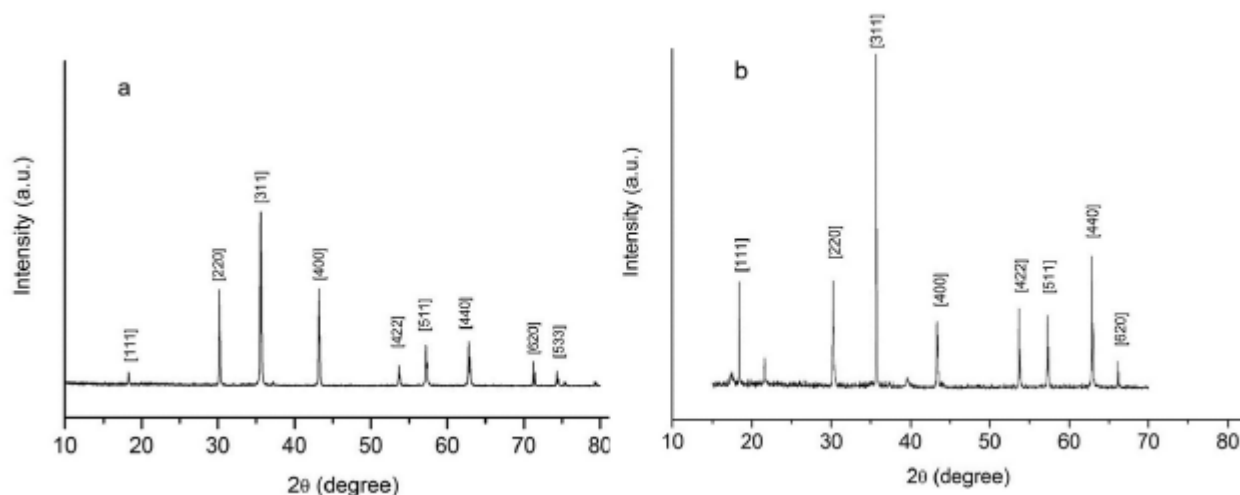 a
Intensity (a.u.)
[111]
[220]
[311]
[400]
[422]
[511]
[440]
[620]
[533]
10 20 30 40 50 60 70 80
2θ (degree)
b
Intensity (a.u.)
[111]
[220]
[311]
[400]
[422]
[511]
[440]
[620]
10 20 30 40 50 60 70 80
2θ (degree)